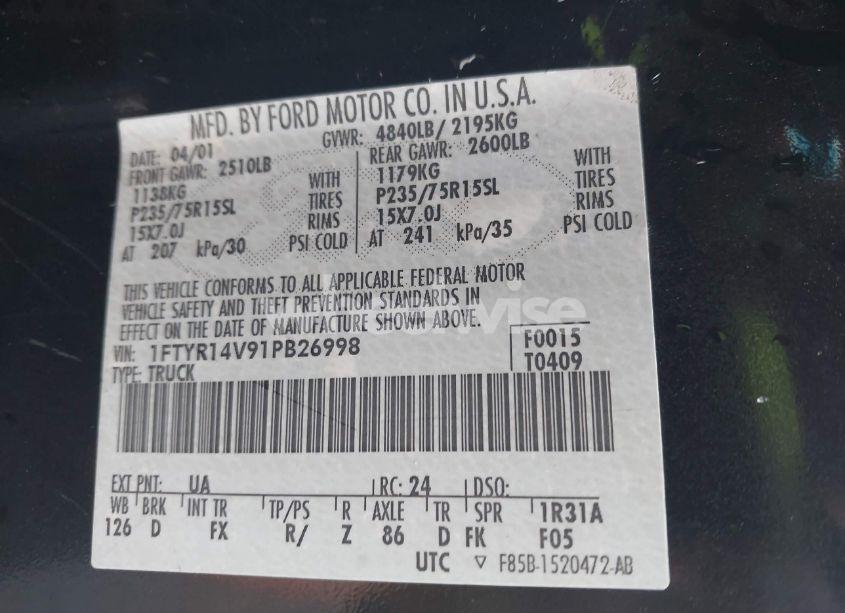 MFD. BY FORD MOTOR CO. IN U.S.A.
DATE: 04/01 GVWR: 4840LB/ 2195KG
FRONT GAWR: 2510LB REAR GAWR: 2600LB
1138KG WITH 1179KG WITH
P235/75R15SL TIRES P235/75R15SL TIRES
15X7.0J RIMS 15X7.0J RIMS
AT 207 kPa/30 PSI COLD AT 241 kPa/35 PSI COLD
THIS VEHICLE CONFORMS TO ALL APPLICABLE FEDERAL MOTOR
VEHICLE SAFETY AND THEFT PREVENTION STANDARDS IN
EFFECT ON THE DATE OF MANUFACTURE SHOWN ABOVE.
VIN: 1FTYR14V91PB26998 F0015
TYPE: TRUCK T0409
EXT PNT: UA RC: 24 DSO:
WB BRK INT TR TP/PS R AXLE TR SPR 1R31A
126 D FX R/ Z 86 D FK F05
UTC ▽ F85B-1520472-AB